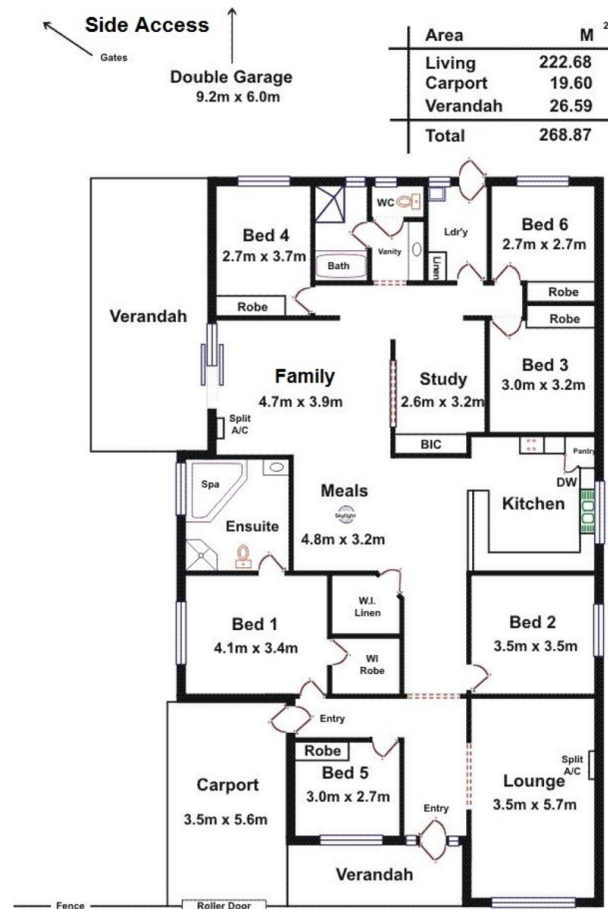 Side Access
Gates
Double Garage
9.2m x 6.0m
Area M 2
Living 222.68
Carport 19.60
Verandah 26.59
Total 268.87
WC
Bed 4
2.7m x 3.7m
Robe
Bath
Vanity
Ldr'y
Linen
Bed 6
2.7m x 2.7m
Robe
Robe
Bed 3
3.0m x 3.2m
Verandah
Family
4.7m x 3.9m
Split
A/C
Study
2.6m x 3.2m
BIC
Pantry
DW
Kitchen
Spa
Ensuite
Meals
Skylight
4.8m x 3.2m
W.I.
Linen
Bed 1
4.1m x 3.4m
WI
Robe
Bed 2
3.5m x 3.5m
Entry
Robe
Bed 5
3.0m x 2.7m
Carport
3.5m x 5.6m
Split
A/C
Lounge
3.5m x 5.7m
Entry
Verandah
Fence
Roller Door